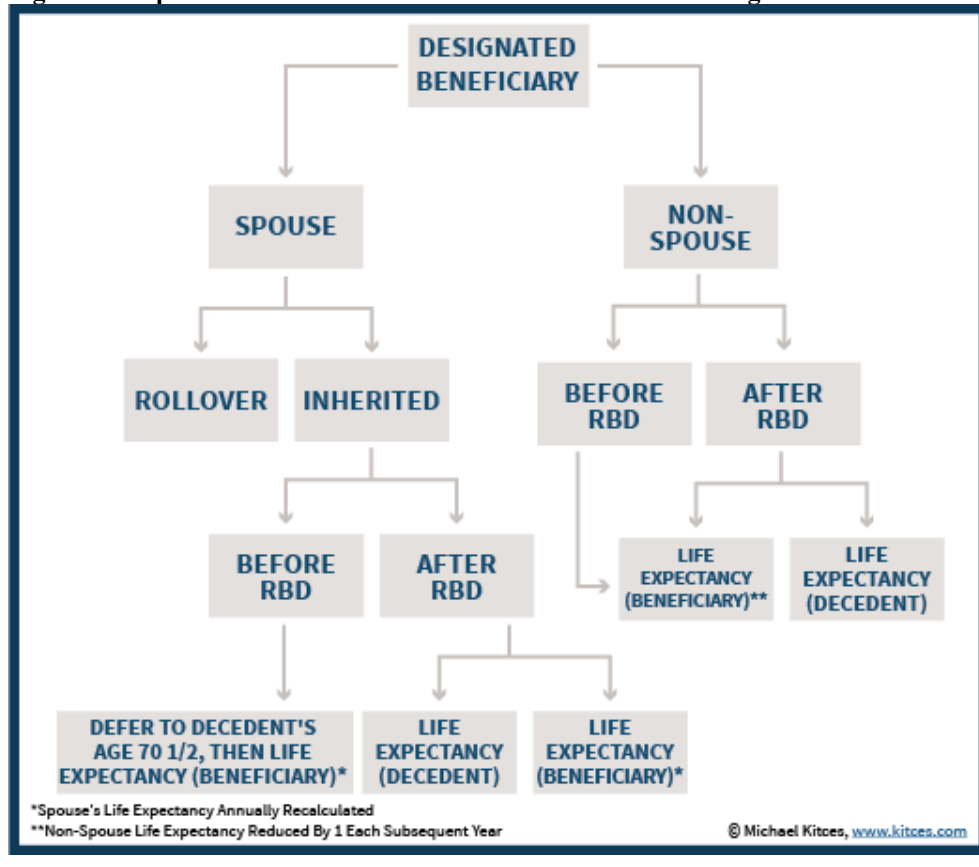 DESIGNATED
BENEFICIARY
SPOUSE
NON-
SPOUSE
ROLLOVER
INHERITED
BEFORE
RBD
AFTER
RBD
BEFORE
RBD
AFTER
RBD
LIFE
EXPECTANCY
(BENEFICIARY)**
LIFE
EXPECTANCY
(DECEDENT)
DEFER TO DECEDENT'S
AGE 70 1/2, THEN LIFE
EXPECTANCY (BENEFICIARY)*
LIFE
EXPECTANCY
(DECEDENT)
LIFE
EXPECTANCY
(BENEFICIARY)*
*Spouse's Life Expectancy Annually Recalculated
**Non-Spouse Life Expectancy Reduced By 1 Each Subsequent Year
© Michael Kitces, www.kitces.com